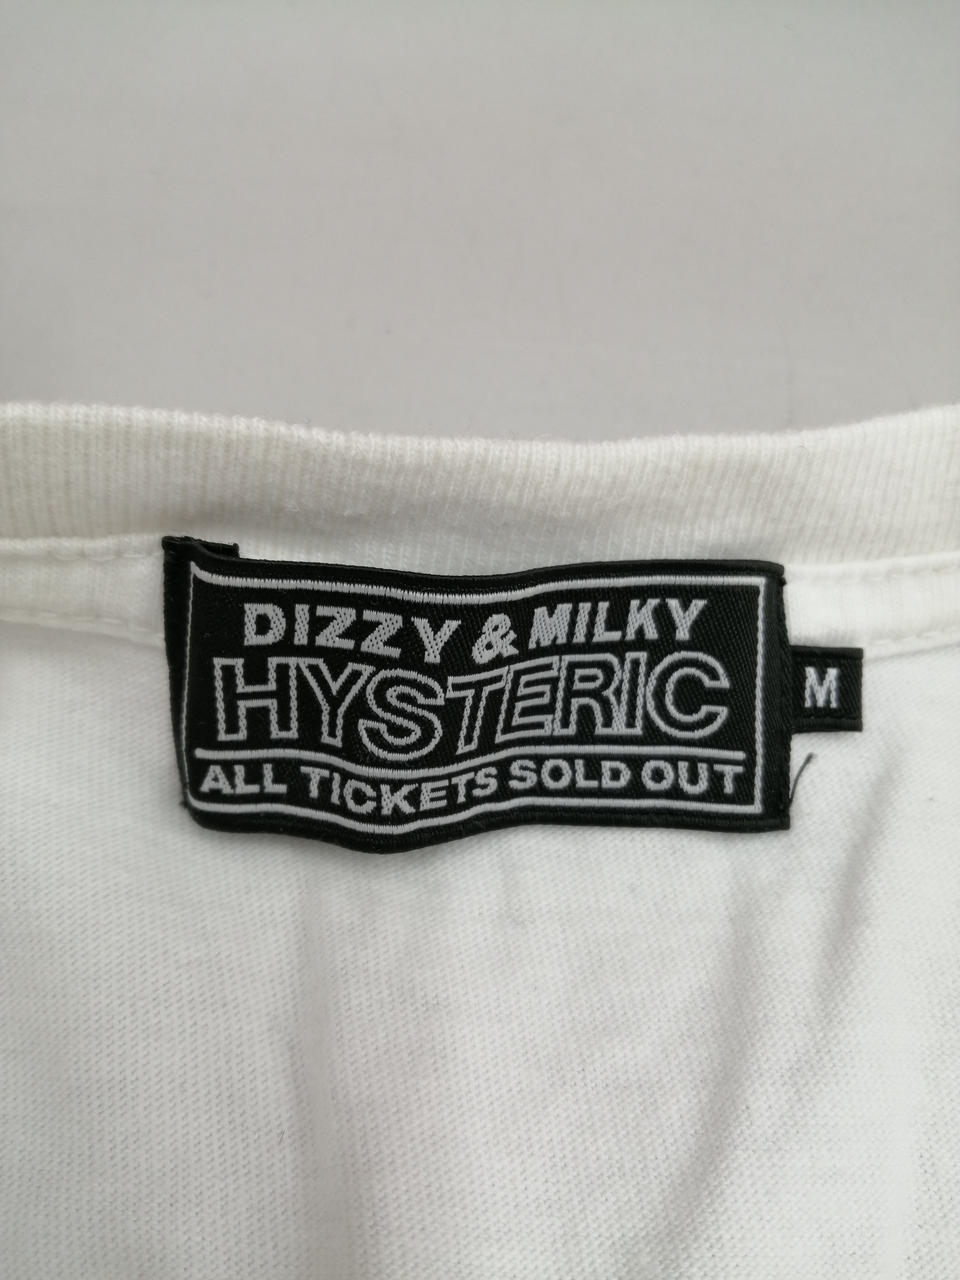 DIZZY & MILKY
HYSTERIC
ALL TICKETS SOLD OUT
M